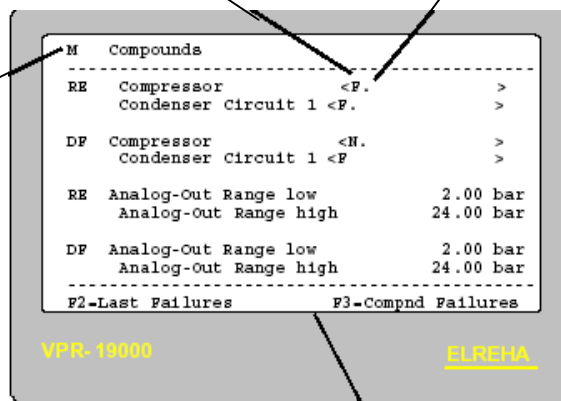 M Compounds
RE Compressor <F. >
Condenser Circuit 1 <F. >
DF Compressor <N. >
Condenser Circuit 1 <F >
RE Analog-Out Range low 2.00 bar
Analog-Out Range high 24.00 bar
DF Analog-Out Range low 2.00 bar
Analog-Out Range high 24.00 bar
F2-Last Failures F3-Compnd Failures
VPR-19000 ELREHA